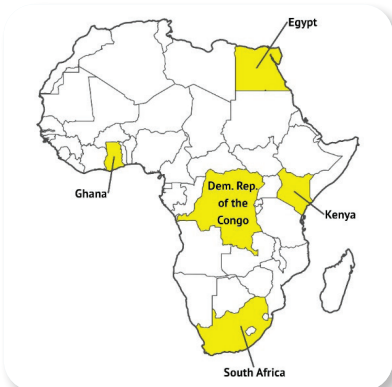 Egypt
Ghana
Dem. Rep.
of the
Congo
Kenya
South Africa